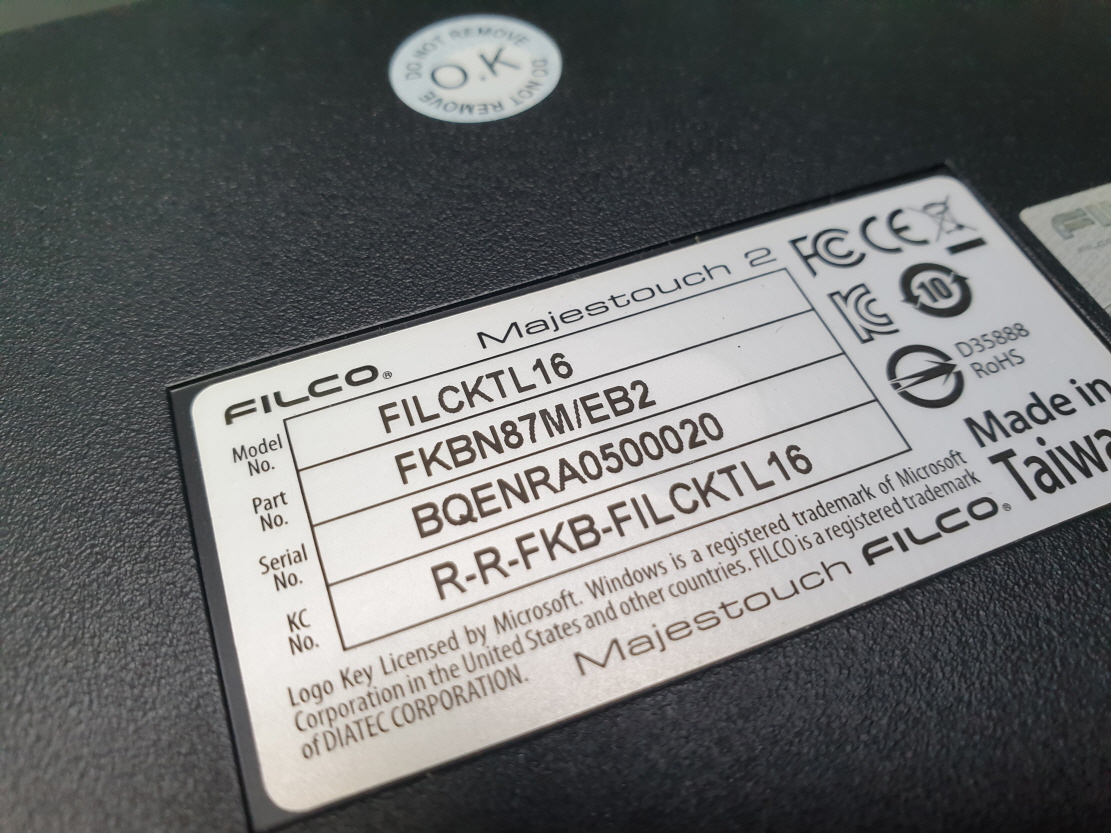 DO NOT REMOVE
O.K
DO NOT REMOVE
FILCO® Majestouch 2
Model No. FILCKTL16
Part No. FKBN87M/EB2
Serial No. BQENRA0500020
KC No. R-R-FKB-FILCKTL16
FC CE
KC 10
D35888
RoHS
Made in
Logo Key Licensed by Microsoft. Windows is a registered trademark of Microsoft
Corporation in the United States and other countries. FILCO is a registered trademark
of DIATEC CORPORATION.
Majestouch FILCO®